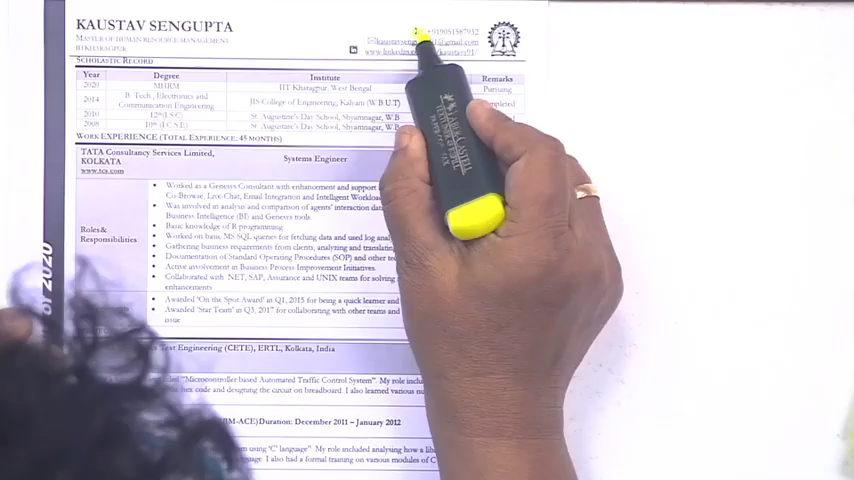 KAUSTAV SENGUPTA
MASTER OF HUMAN RESOURCE MANAGEMENT
IIT KHARAGPUR
+919051587932
@gmail.com
SCHOLASTIC RECORD
Year Degree Institute Remarks
2020 MHRM IIT Kharagpur, West Bengal Pursuing
2014 B. Tech , Electronics and Communication Engineering JIS College of Engineering, Kalyani (W B U T)
2010 12th (I S C) St. Augustine's Day School, Shyamnagar, W.B
2008 10th (I C S E) St. Augustine's Day School, Shyamnagar, W.B
WORK EXPERIENCE (TOTAL EXPERIENCE: 45 MONTHS)
TATA Consultancy Services Limited, Systems Engineer
KOLKATA
www.tcs.com
Roles&
Responsibilities
• Worked as a Genesys Consultant with enhancement and
Co-Browse, Live-Chat, Email Integration and Intelligent
• Was involved in analysis and comparison of agents' interaction
Business Intelligence (BI) and Genesys tools
• Basic knowledge of R programming
• Worked on basic MS SQL queries for fetching data and used log
• Gathering business requirements from clients, analyzing and
• Documentation of Standard Operating Procedures (SOP) and other
• Active involvement in Business Process Improvement Initiatives.
• Collaborated with .NET, SAP, Assurance and UNIX teams for solving
enhancements.
• Awarded 'On the Spot Award' in Q1, 2015 for being a quick learner and
• Awarded 'Star Team' in Q3, 2017 for collaborating with other teams
issue
Test Engineering (CETE), ERTL, Kolkata, India
"Microcontroller based Automated Traffic Control System". My role
hex code and designing the circuit on breadboard. I also learned various
Duration: December 2011 – January 2012
using 'C' language" My role included analysing how a
language. I also had a formal training on various modules of C
BY 2020
FABER CASTELL